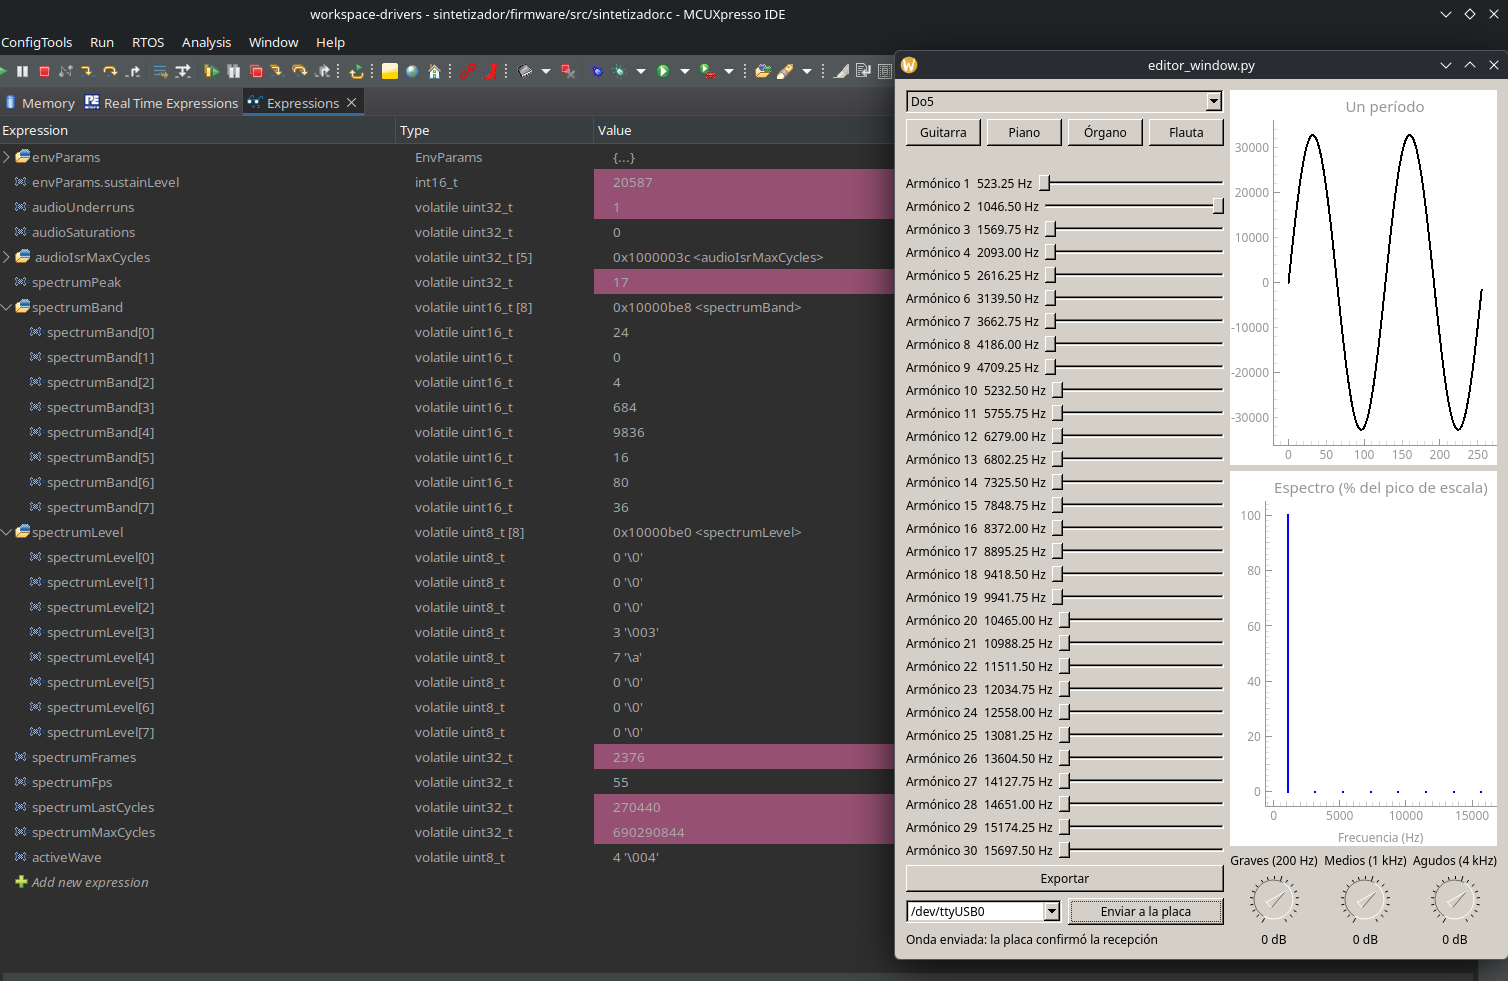 workspace-drivers - sintetizador/firmware/src/sintetizador.c - MCUXpresso IDE
ConfigTools Run RTOS Analysis Window Help
Memory Real Time Expressions Expressions
Expression Type Value
envParams EnvParams {...}
envParams.sustainLevel int16_t 20587
audioUnderruns volatile uint32_t 1
audioSaturations volatile uint32_t 0
audioIsrMaxCycles volatile uint32_t [5] 0x1000003c <audioIsrMaxCycles>
spectrumPeak volatile uint32_t 17
spectrumBand volatile uint16_t [8] 0x10000be8 <spectrumBand>
spectrumBand[0] volatile uint16_t 24
spectrumBand[1] volatile uint16_t 0
spectrumBand[2] volatile uint16_t 4
spectrumBand[3] volatile uint16_t 684
spectrumBand[4] volatile uint16_t 9836
spectrumBand[5] volatile uint16_t 16
spectrumBand[6] volatile uint16_t 80
spectrumBand[7] volatile uint16_t 36
spectrumLevel volatile uint8_t [8] 0x10000be0 <spectrumLevel>
spectrumLevel[0] volatile uint8_t 0 '\0'
spectrumLevel[1] volatile uint8_t 0 '\0'
spectrumLevel[2] volatile uint8_t 0 '\0'
spectrumLevel[3] volatile uint8_t 3 '\003'
spectrumLevel[4] volatile uint8_t 7 '\a'
spectrumLevel[5] volatile uint8_t 0 '\0'
spectrumLevel[6] volatile uint8_t 0 '\0'
spectrumLevel[7] volatile uint8_t 0 '\0'
spectrumFrames volatile uint32_t 2376
spectrumFps volatile uint32_t 55
spectrumLastCycles volatile uint32_t 270440
spectrumMaxCycles volatile uint32_t 690290844
activeWave volatile uint8_t 4 '\004'
Add new expression
editor_window.py
Do5
Guitarra Piano Órgano Flauta
Armónico 1 523.25 Hz
Armónico 2 1046.50 Hz
Armónico 3 1569.75 Hz
Armónico 4 2093.00 Hz
Armónico 5 2616.25 Hz
Armónico 6 3139.50 Hz
Armónico 7 3662.75 Hz
Armónico 8 4186.00 Hz
Armónico 9 4709.25 Hz
Armónico 10 5232.50 Hz
Armónico 11 5755.75 Hz
Armónico 12 6279.00 Hz
Armónico 13 6802.25 Hz
Armónico 14 7325.50 Hz
Armónico 15 7848.75 Hz
Armónico 16 8372.00 Hz
Armónico 17 8895.25 Hz
Armónico 18 9418.50 Hz
Armónico 19 9941.75 Hz
Armónico 20 10465.00 Hz
Armónico 21 10988.25 Hz
Armónico 22 11511.50 Hz
Armónico 23 12034.75 Hz
Armónico 24 12558.00 Hz
Armónico 25 13081.25 Hz
Armónico 26 13604.50 Hz
Armónico 27 14127.75 Hz
Armónico 28 14651.00 Hz
Armónico 29 15174.25 Hz
Armónico 30 15697.50 Hz
Exportar
/dev/ttyUSB0 Enviar a la placa
Onda enviada: la placa confirmó la recepción
Un período
30000
20000
10000
0
-10000
-20000
-30000
0 50 100 150 200 250
Espectro (% del pico de escala)
100
80
60
40
20
0
0 5000 10000 15000
Frecuencia (Hz)
Graves (200 Hz) Medios (1 kHz) Agudos (4 kHz)
0 dB 0 dB 0 dB